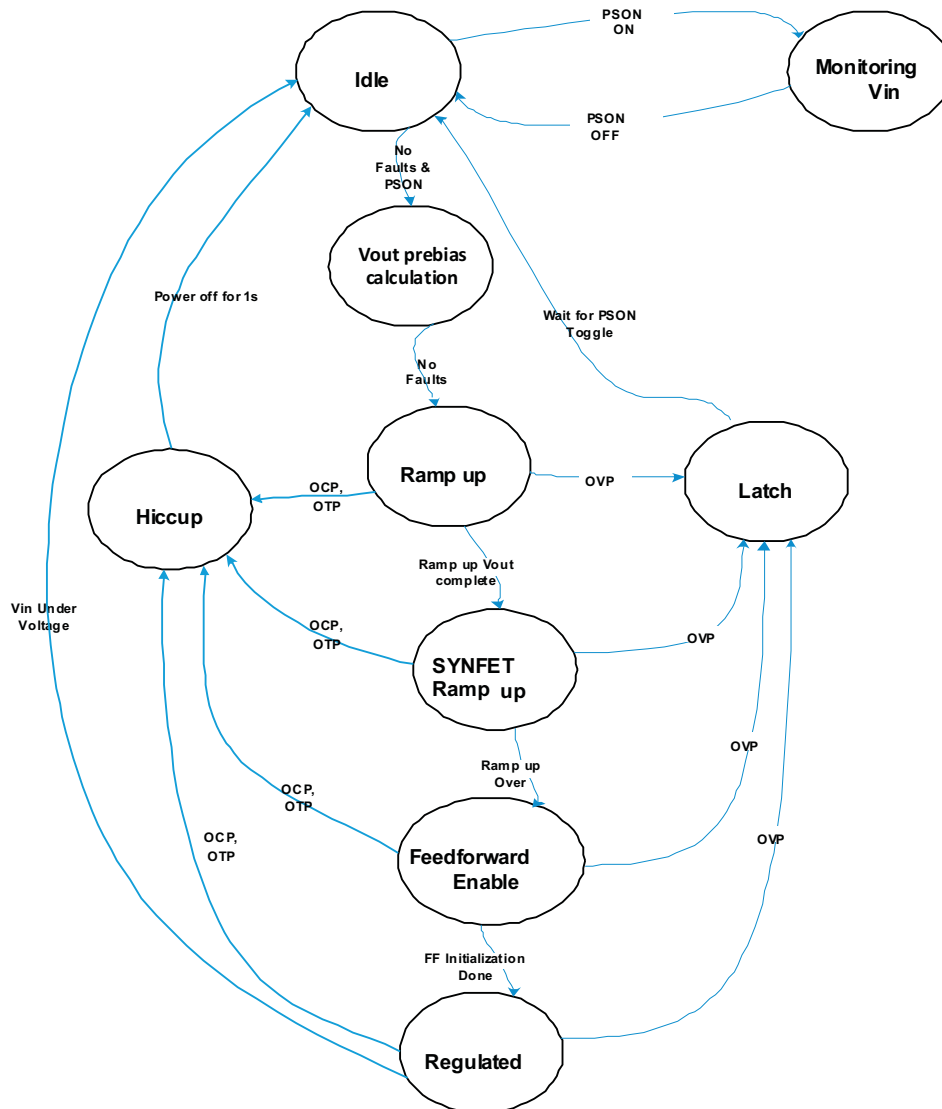 PSON
ON
Idle
Monitoring
Vin
PSON
OFF
No
Faults &
PSON
Vout prebias
calculation
Power off for 1s
Wait for PSON
Toggle
No
Faults
Ramp up
OVP
Latch
OCP,
OTP
Hiccup
Ramp up Vout
complete
Vin Under
Voltage
OCP,
OTP
SYNFET
Ramp up
OVP
Ramp up
Over
OVP
OCP,
OTP
OCP,
OTP
Feedforward
Enable
OVP
FF Initialization
Done
Regulated